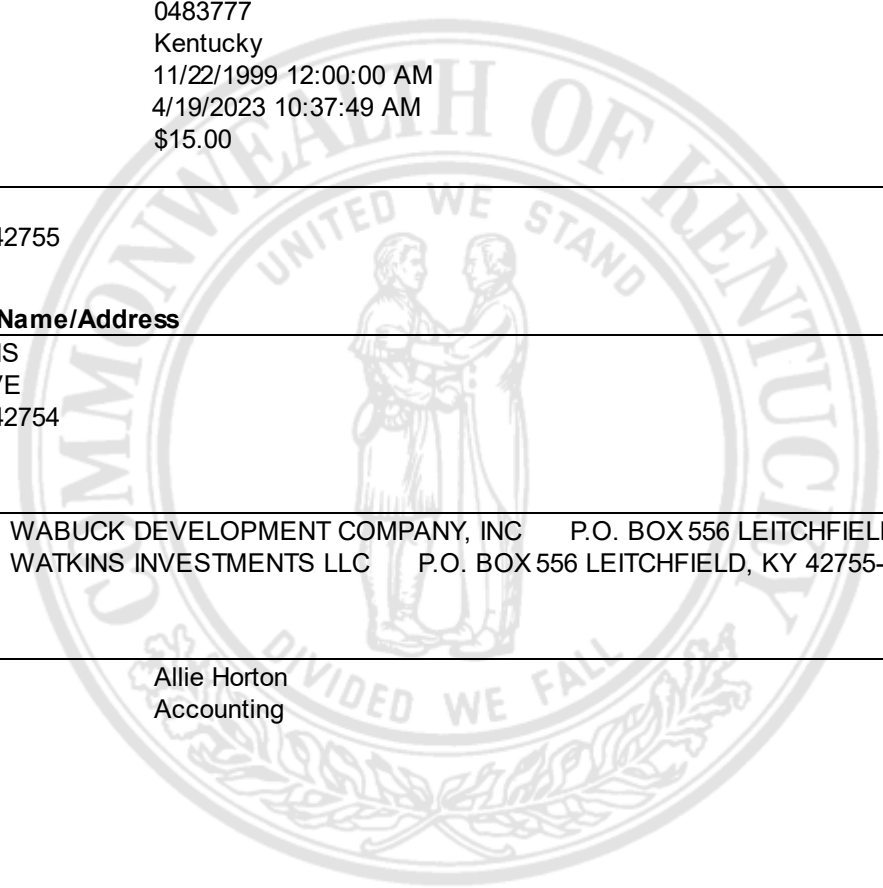 0483777
Kentucky
11/22/1999 12:00:00 AM
4/19/2023 10:37:49 AM
$15.00
42755
Name/Address
IS
VE
42754
WABUCK DEVELOPMENT COMPANY, INC P.O. BOX 556 LEITCHFIEL
WATKINS INVESTMENTS LLC P.O. BOX 556 LEITCHFIELD, KY 42755-
Allie Horton
Accounting
COMMONWEALTH OF KENTUCKY
UNITED WE STAND
DIVIDED WE FALL